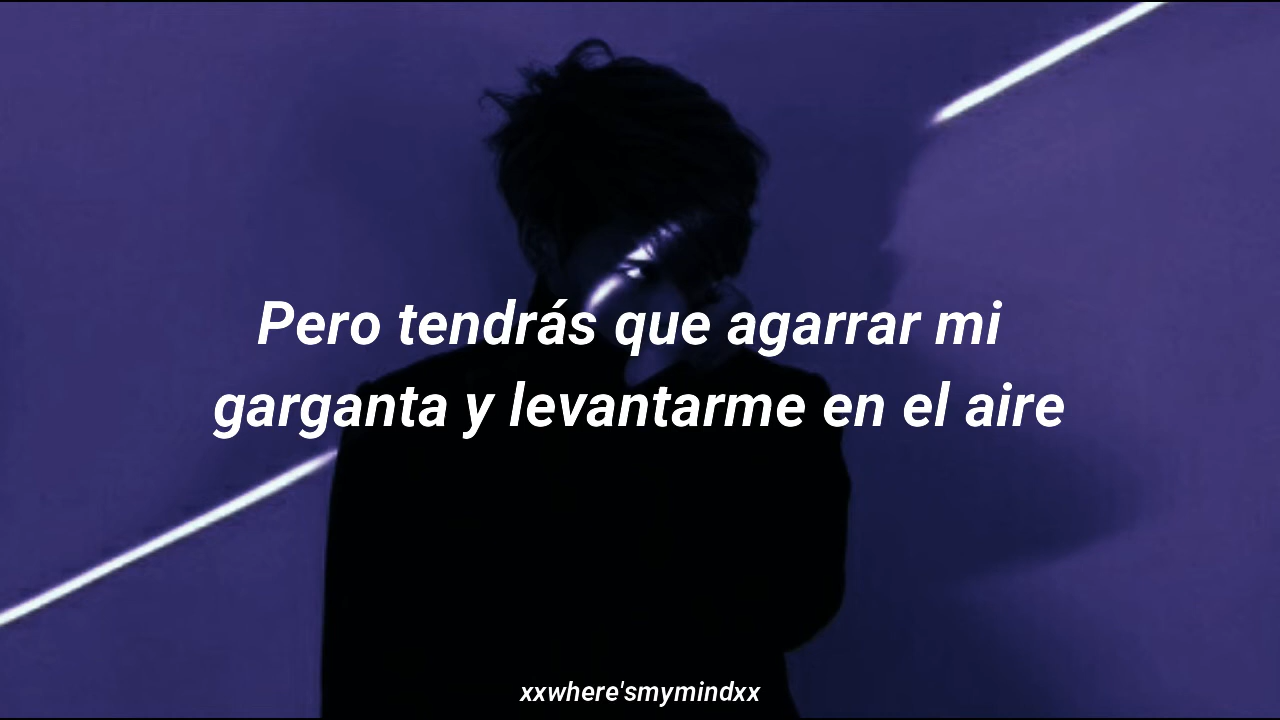 Pero tendrás que agarrar mi
garganta y levantarme en el aire
xxwhere'smymindxx